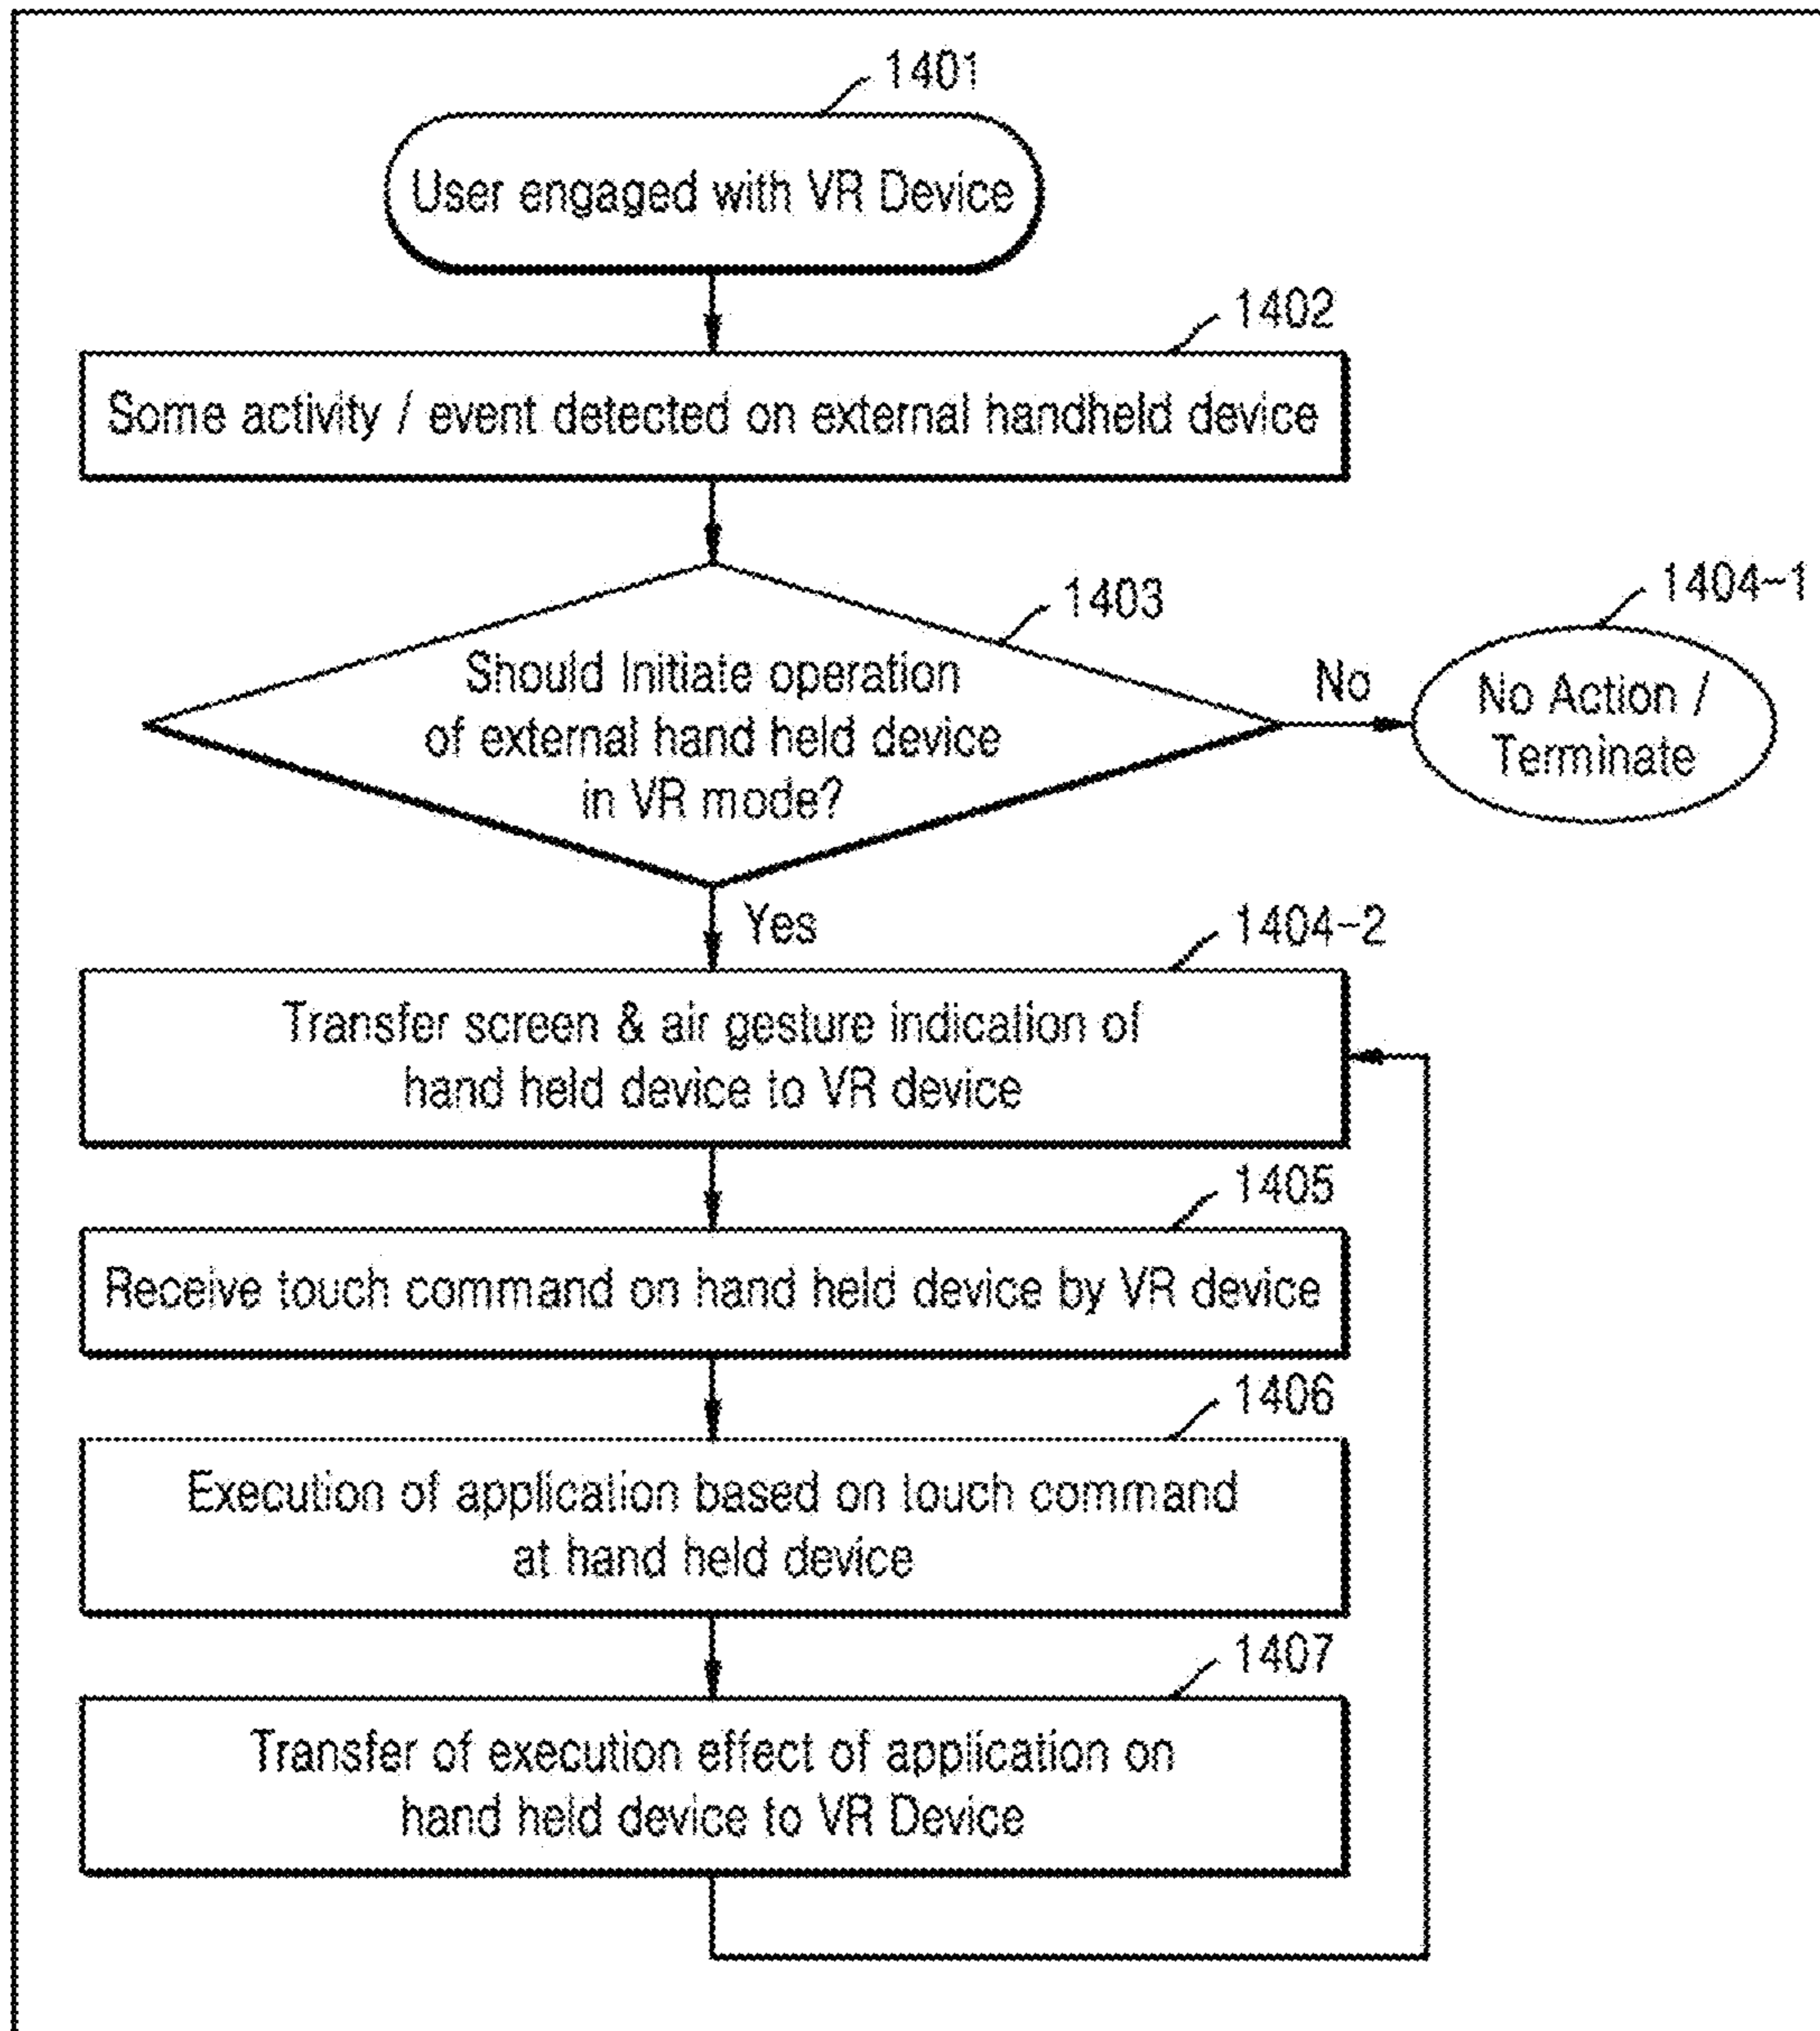 1401
User engaged with VR Device
1402
Some activity / event detected on external handheld device
1403
Should Initiate operation
of external hand held device
in VR mode?
No
1404-1
No Action /
Terminate
Yes
1404-2
Transfer screen & air gesture indication of
hand held device to VR device
1405
Receive touch command on hand held device by VR device
1406
Execution of application based on touch command
at hand held device
1407
Transfer of execution effect of application on
hand held device to VR Device